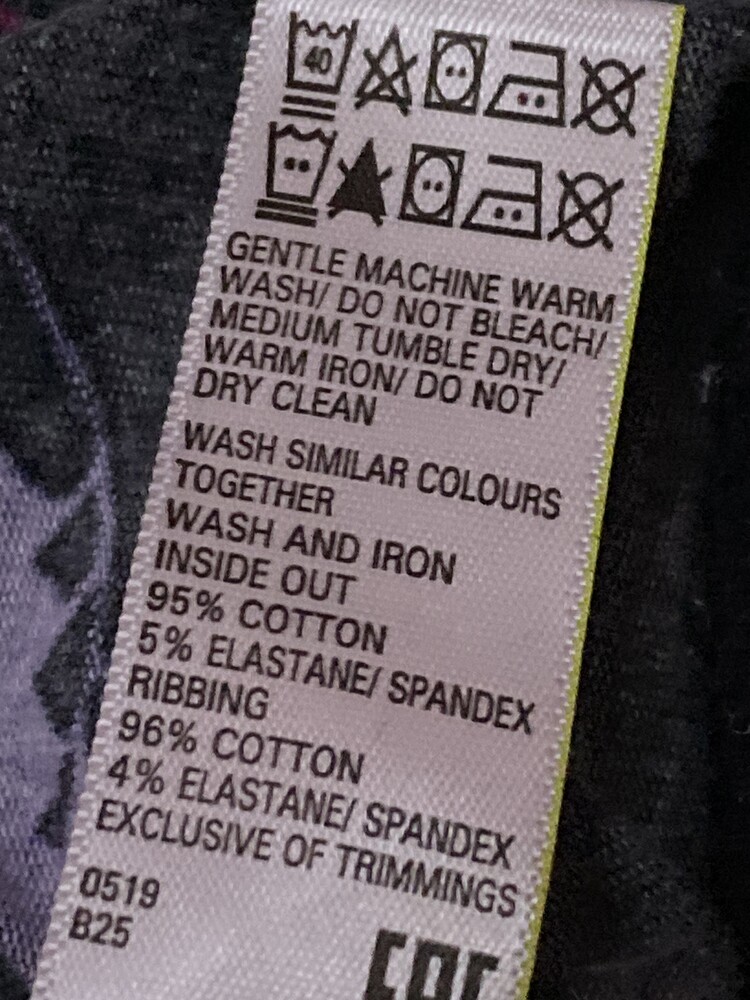 40
GENTLE MACHINE WARM
WASH/ DO NOT BLEACH/
MEDIUM TUMBLE DRY/
WARM IRON/ DO NOT
DRY CLEAN
WASH SIMILAR COLOURS
TOGETHER
WASH AND IRON
INSIDE OUT
95% COTTON
5% ELASTANE/ SPANDEX
RIBBING
96% COTTON
4% ELASTANE/ SPANDEX
EXCLUSIVE OF TRIMMINGS
0519
B25